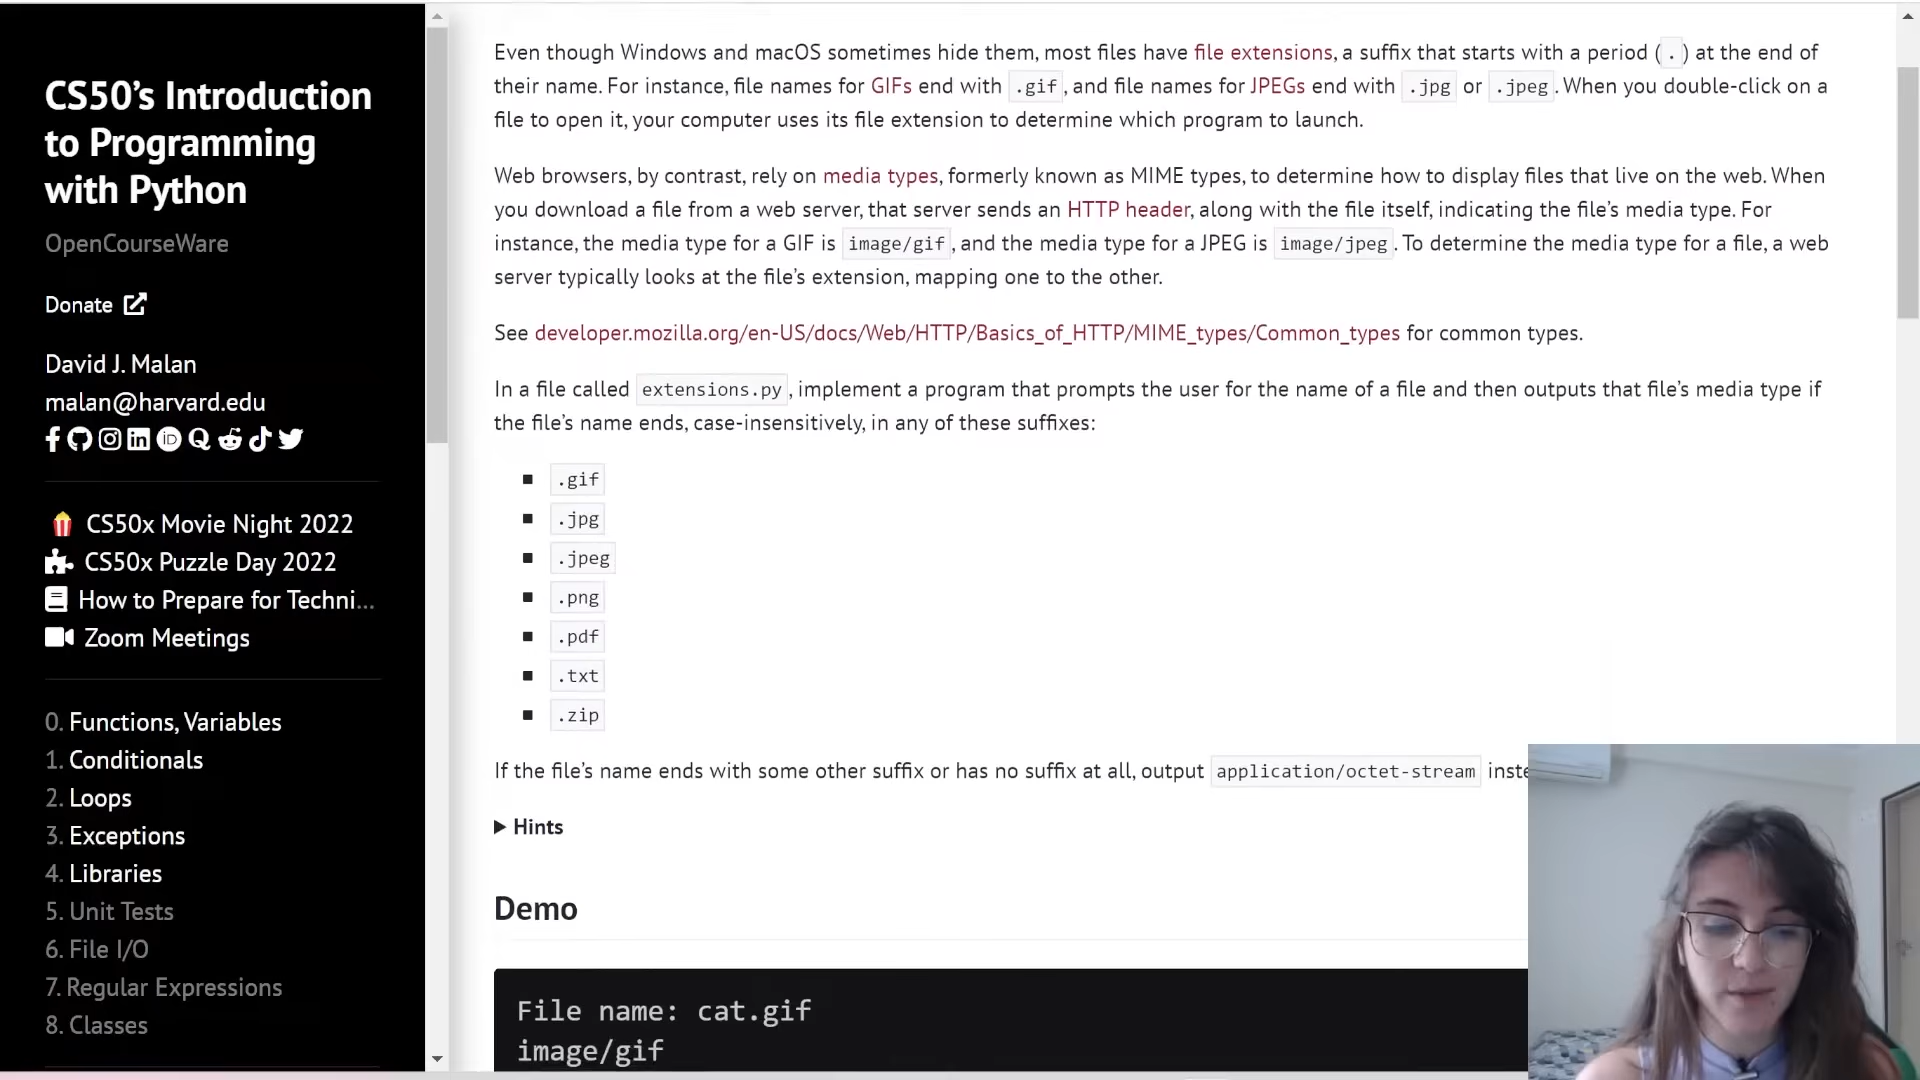 CS50’s Introduction
to Programming
with Python
OpenCourseWare
Donate
David J. Malan
malan@harvard.edu
CS50x Movie Night 2022
CS50x Puzzle Day 2022
How to Prepare for Techni...
Zoom Meetings
0. Functions, Variables
1. Conditionals
2. Loops
3. Exceptions
4. Libraries
5. Unit Tests
6. File I/O
7. Regular Expressions
8. Classes
Even though Windows and macOS sometimes hide them, most files have file extensions, a suffix that starts with a period (.) at the end of
their name. For instance, file names for GIFs end with .gif, and file names for JPEGs end with .jpg or .jpeg. When you double-click on a
file to open it, your computer uses its file extension to determine which program to launch.
Web browsers, by contrast, rely on media types, formerly known as MIME types, to determine how to display files that live on the web. When
you download a file from a web server, that server sends an HTTP header, along with the file itself, indicating the file’s media type. For
instance, the media type for a GIF is image/gif, and the media type for a JPEG is image/jpeg. To determine the media type for a file, a web
server typically looks at the file’s extension, mapping one to the other.
See developer.mozilla.org/en-US/docs/Web/HTTP/Basics_of_HTTP/MIME_types/Common_types for common types.
In a file called extensions.py, implement a program that prompts the user for the name of a file and then outputs that file’s media type if
the file’s name ends, case-insensitively, in any of these suffixes:
.gif
.jpg
.jpeg
.png
.pdf
.txt
.zip
If the file’s name ends with some other suffix or has no suffix at all, output application/octet-stream inste
Hints
Demo
File name: cat.gif
image/gif